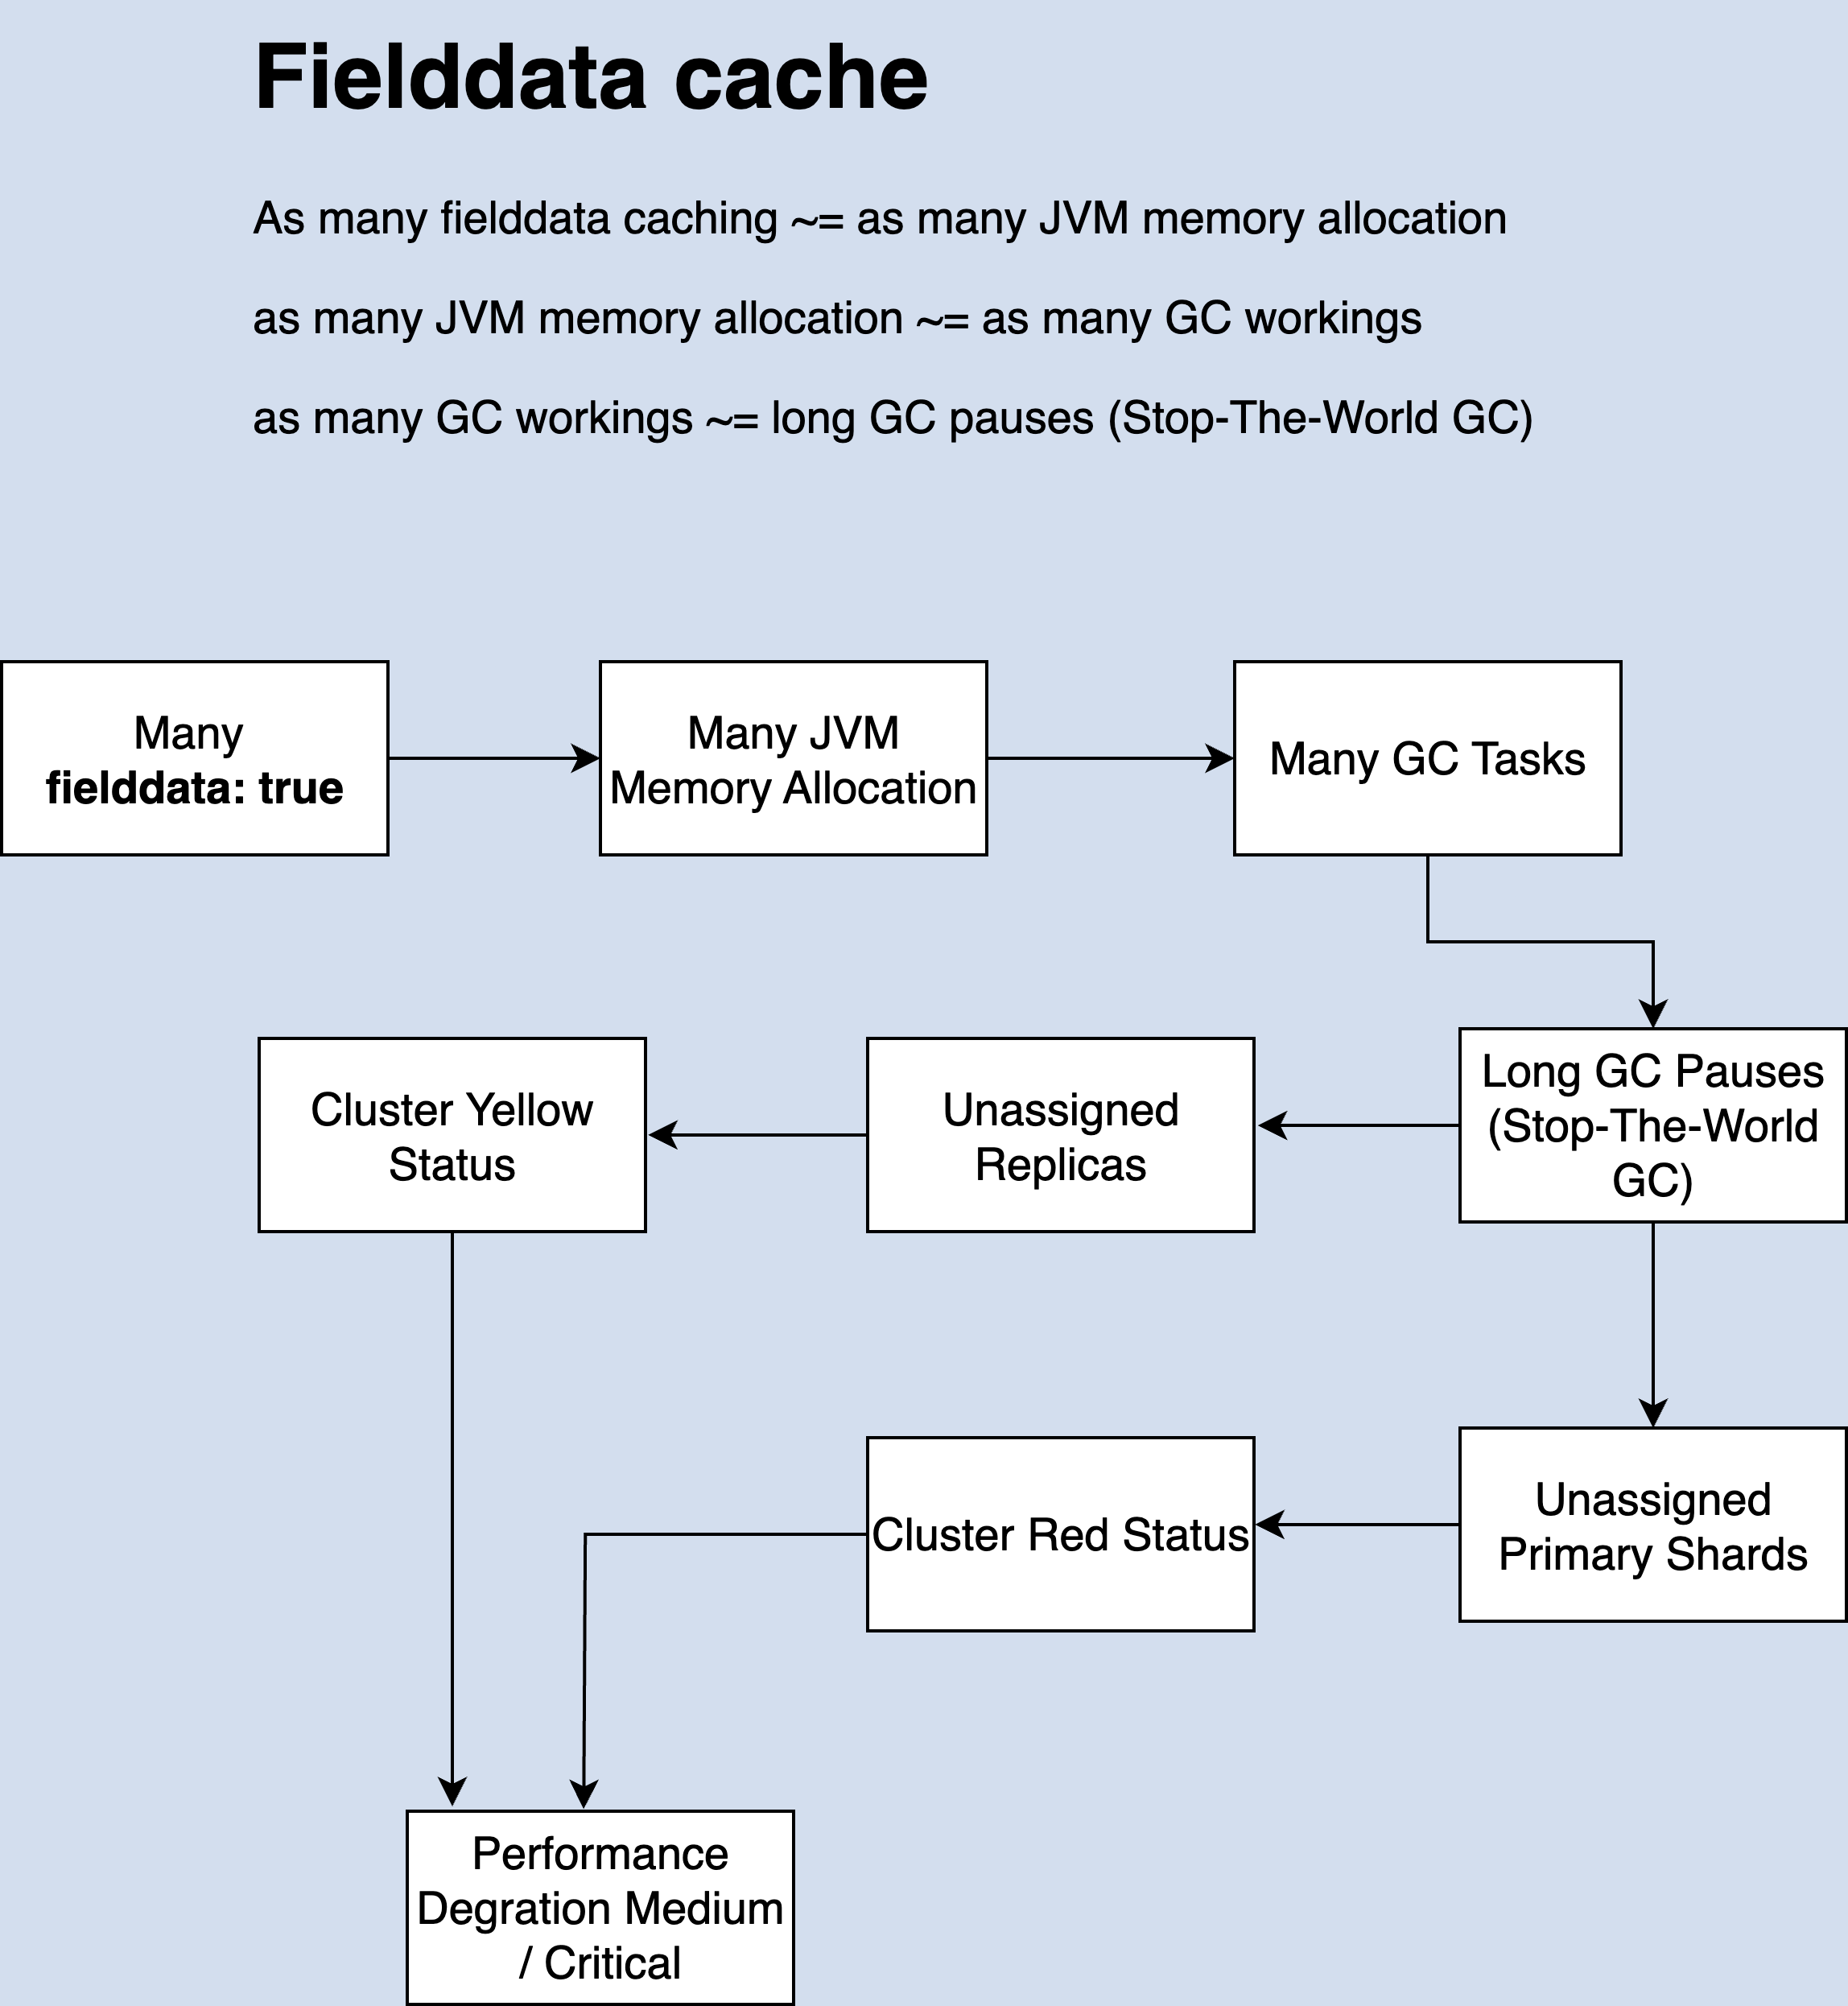 Fielddata cache
As many fielddata caching ~= as many JVM memory allocation
as many JVM memory allocation ~= as many GC workings
as many GC workings ~= long GC pauses (Stop-The-World GC)
Many
fielddata: true
Many JVM
Memory Allocation
Many GC Tasks
Long GC Pauses
(Stop-The-World
GC)
Unassigned
Replicas
Cluster Yellow
Status
Unassigned
Primary Shards
Cluster Red Status
Performance
Degration Medium
/ Critical